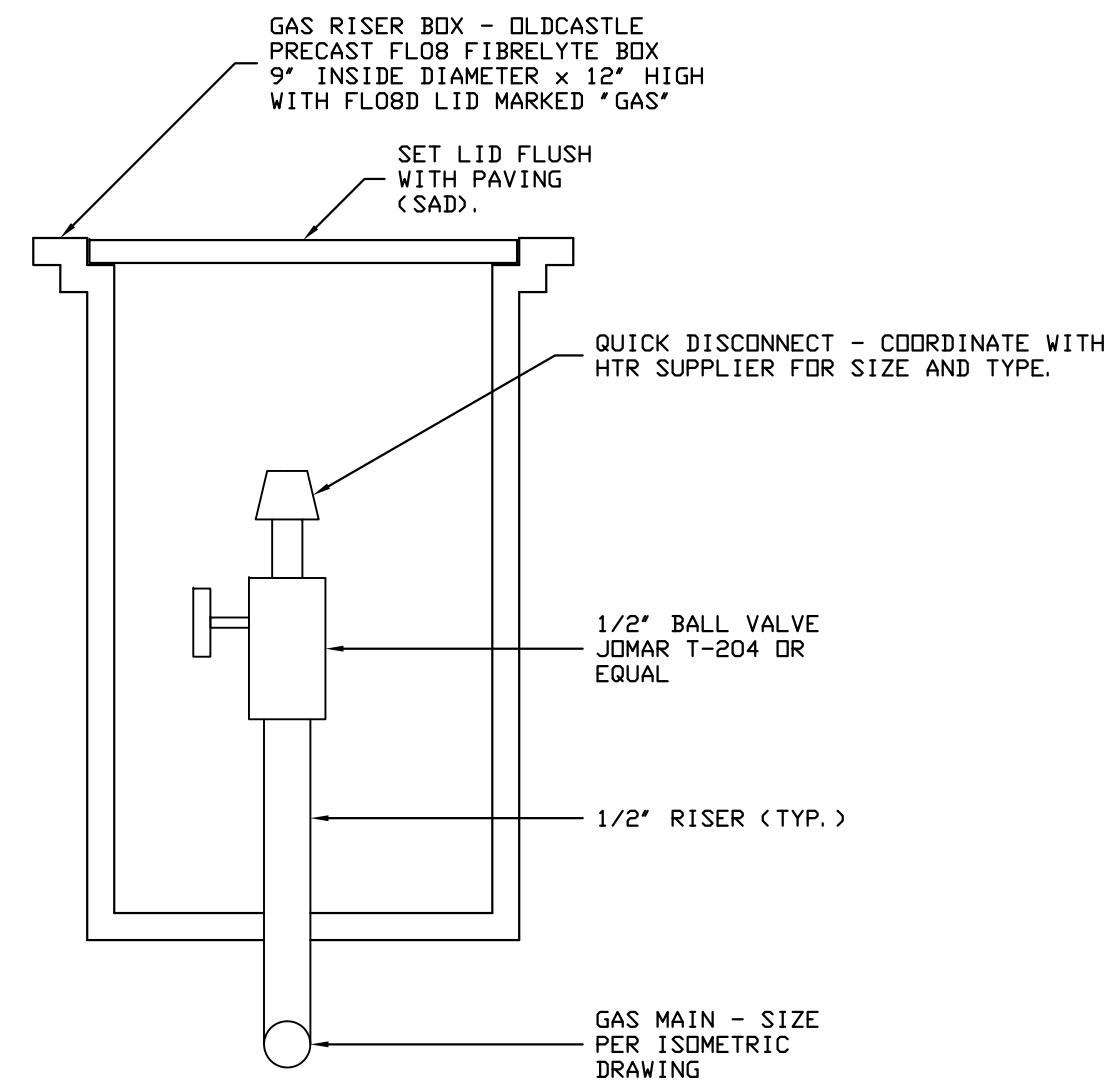 GAS RISER BOX - OLDCASTLE
PRECAST FL08 FIBRELYTE BOX
9" INSIDE DIAMETER x 12" HIGH
WITH FL08D LID MARKED "GAS"
SET LID FLUSH
WITH PAVING
(SAD).
QUICK DISCONNECT - COORDINATE WITH
HTR SUPPLIER FOR SIZE AND TYPE.
1/2" BALL VALVE
JOMAR T-204 OR
EQUAL
1/2" RISER (TYP.)
GAS MAIN - SIZE
PER ISOMETRIC
DRAWING